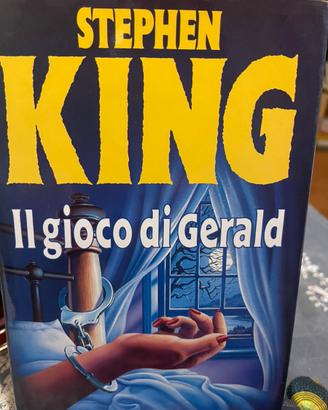 STEPHEN
KING
Il gioco di Gerald